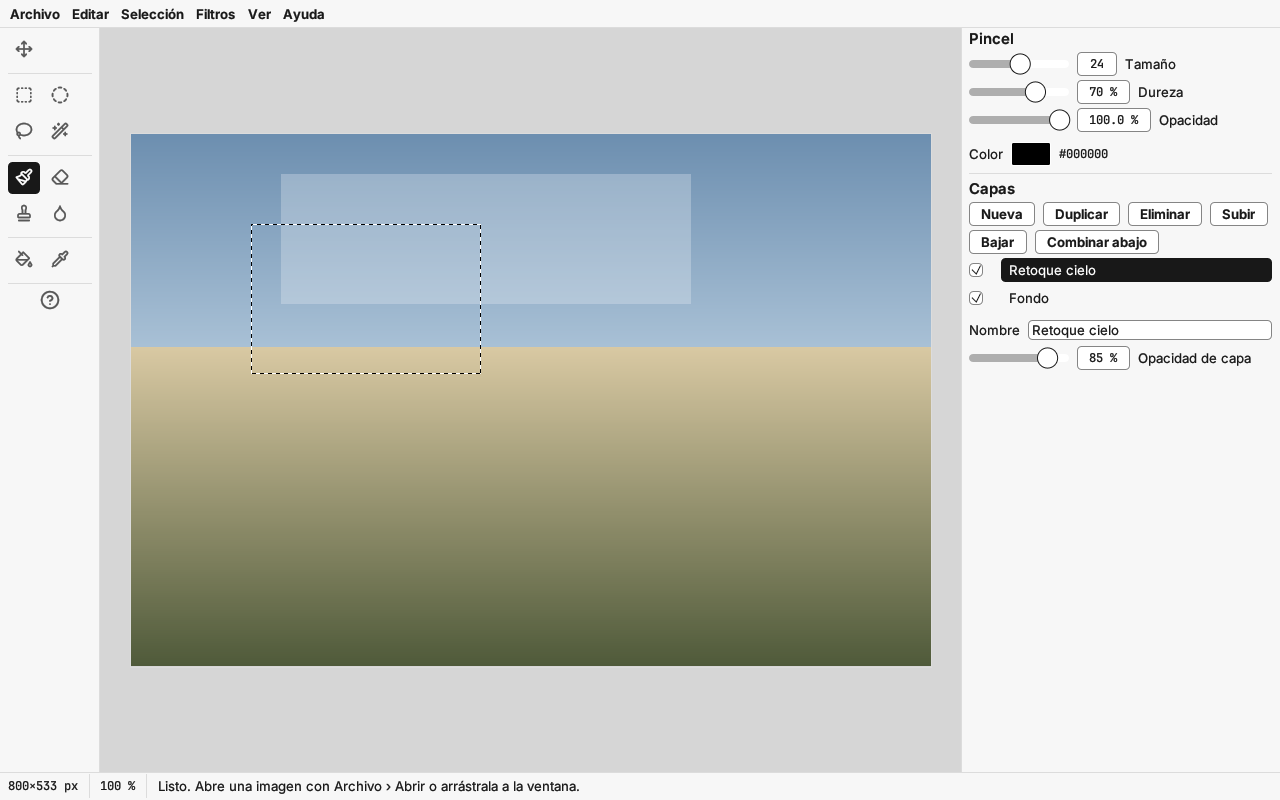 Archivo Editar Selección Filtros Ver Ayuda
Pincel
24 Tamaño
70 % Dureza
100.0 % Opacidad
Color #000000
Capas
Nueva Duplicar Eliminar Subir
Bajar Combinar abajo
Retoque cielo
Fondo
Nombre Retoque cielo
85 % Opacidad de capa
800×533 px 100 % Listo. Abre una imagen con Archivo › Abrir o arrástrala a la ventana.